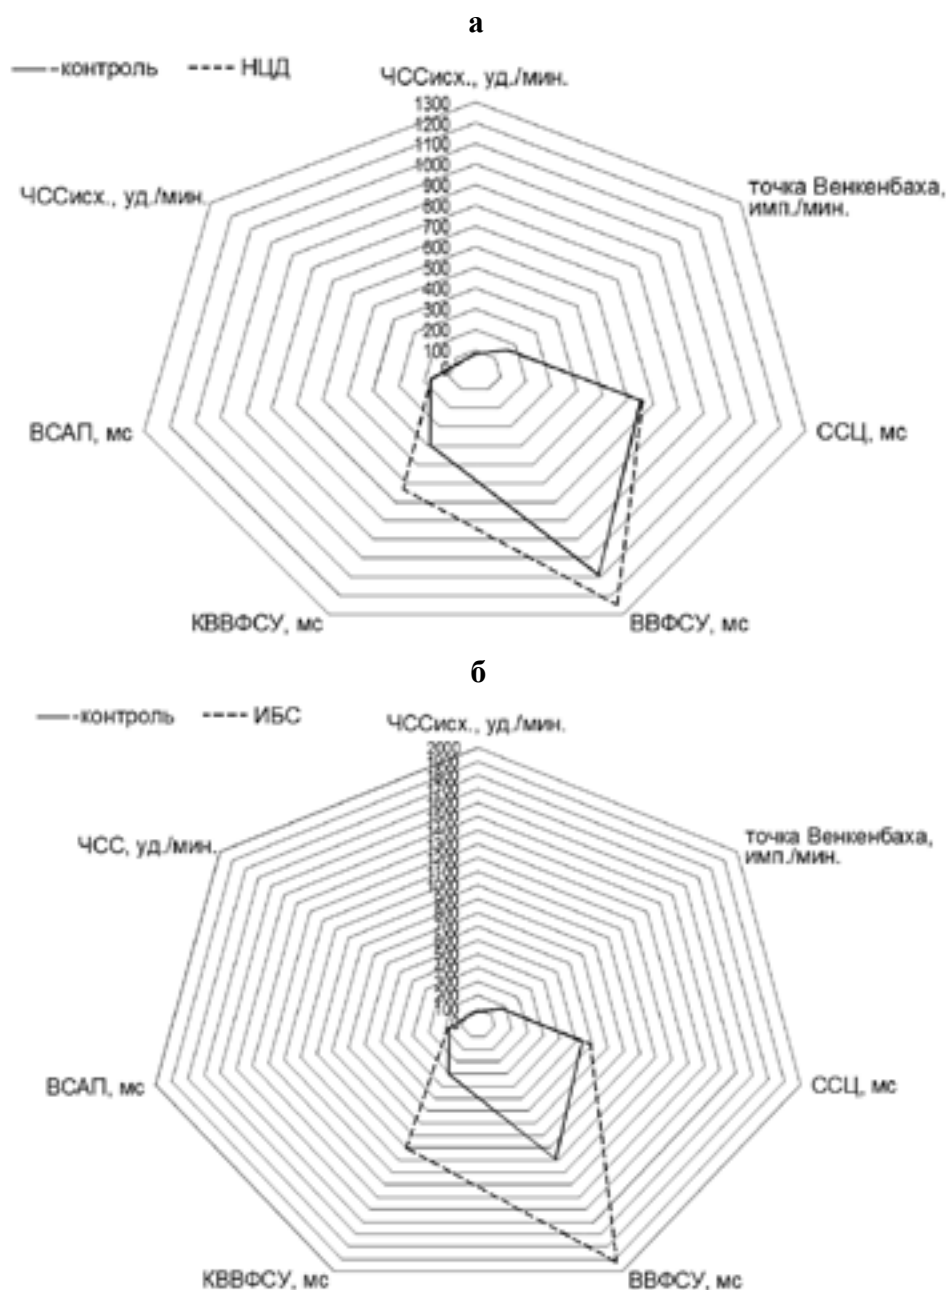 а
—-контроль ----НЦД
ЧССисх., уд./мин.
1300
1200
1100
1000
900
800
700
600
500
400
300
200
100
0
ЧССисх., уд./мин.
точка Венкенбаха,
имп./мин.
ВСАП, мс
ССЦ, мс
КВВФСУ, мс
ВВФСУ, мс
б
—-контроль ----ИБС
ЧССисх., уд./мин.
2000
ЧСС, уд./мин.
точка Венкенбаха,
имп./мин.
ВСАП, мс
ССЦ, мс
КВВФСУ, мс
ВВФСУ, мс